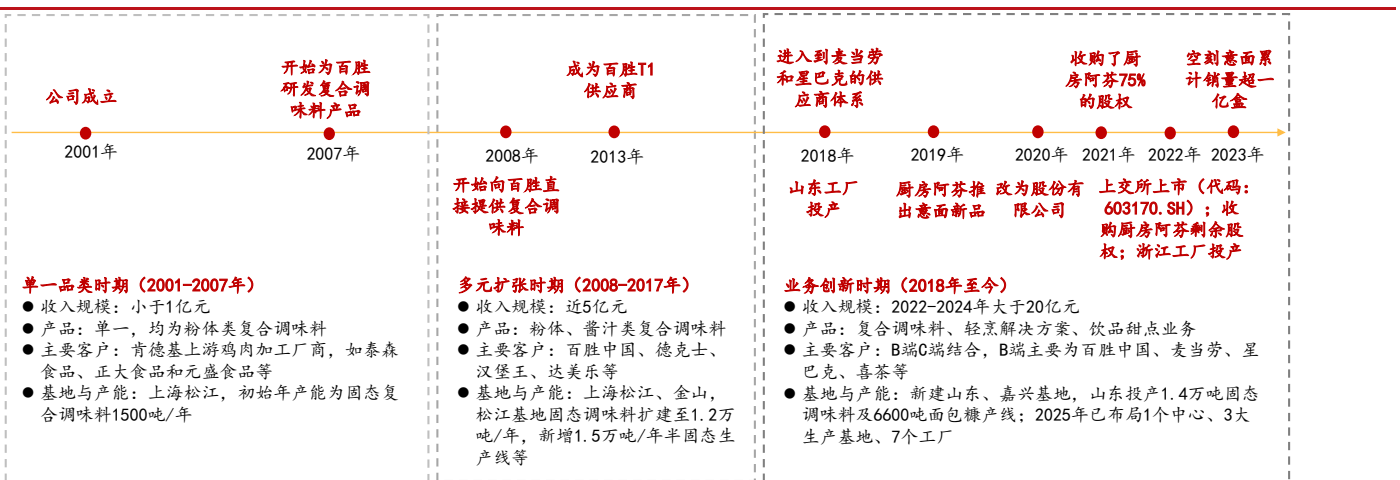 公司成立
开始为百胜
研发复合调
味料产品
2001年
2007年
成为百胜T1
供应商
2008年
2013年
开始向百胜直
接提供复合调
味料
进入到麦当劳
和星巴克的供
应商体系
收购了厨
房阿芬75%
的股权
空刻意面累
计销量超一
亿盒
2018年
2019年
2020年
2021年
2022年
2023年
山东工厂
投产
厨房阿芬推
出意面新品
改为股份有
限公司
上交所上市（代码：
603170.SH）；收
购厨房阿芬剩余股
权；浙江工厂投产
单一品类时期（2001-2007年）
● 收入规模：小于1亿元
● 产品：单一，均为粉体类复合调味料
● 主要客户：肯德基上游鸡肉加工厂商，如泰森
食品、正大食品和元盛食品等
● 基地与产能：上海松江，初始年产能为固态复
合调味料1500吨/年
多元扩张时期（2008-2017年）
● 收入规模：近5亿元
● 产品：粉体、酱汁类复合调味料
● 主要客户：百胜中国、德克士、
汉堡王、达美乐等
● 基地与产能：上海松江、金山，
松江基地固态调味料扩建至1.2万
吨/年，新增1.5万吨/年半固态生
产线等
业务创新时期（2018年至今）
● 收入规模：2022-2024年大于20亿元
● 产品：复合调味料、轻烹解决方案、饮品甜点业务
● 主要客户：B端C端结合，B端主要为百胜中国、麦当劳、星
巴克、喜茶等
● 基地与产能：新建山东、嘉兴基地，山东投产1.4万吨固态
调味料及6600吨面包糠产线；2025年已布局1个中心、3大
生产基地、7个工厂